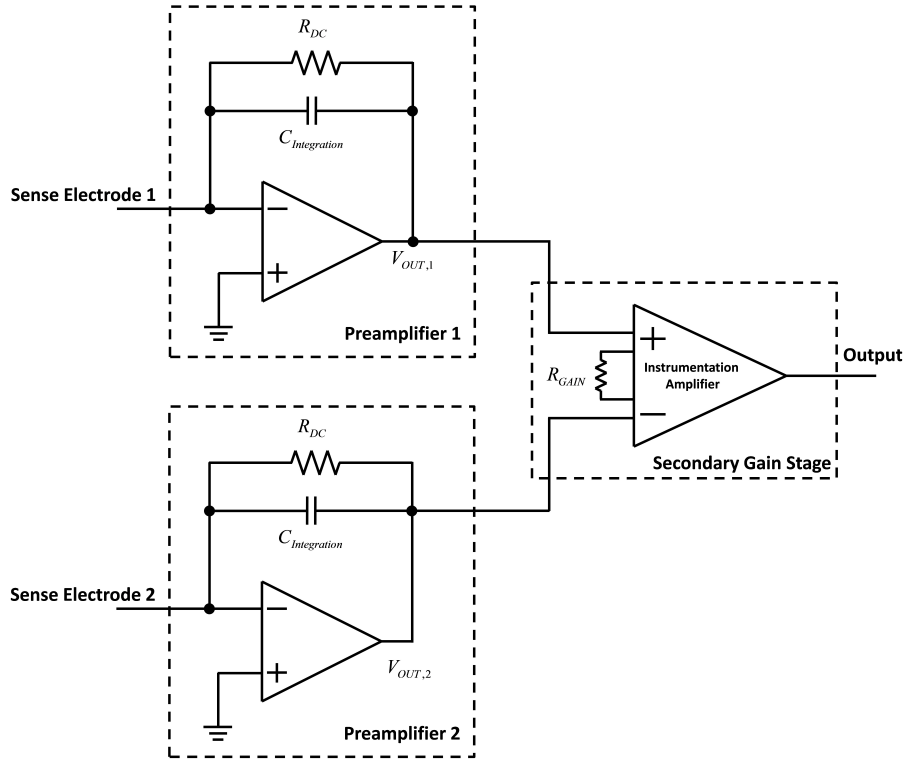 R_DC
C_Integration
Sense Electrode 1
−
+
V_OUT,1
Preamplifier 1
+
Instrumentation
Amplifier
R_GAIN
−
Output
Secondary Gain Stage
R_DC
C_Integration
Sense Electrode 2
−
+
V_OUT,2
Preamplifier 2